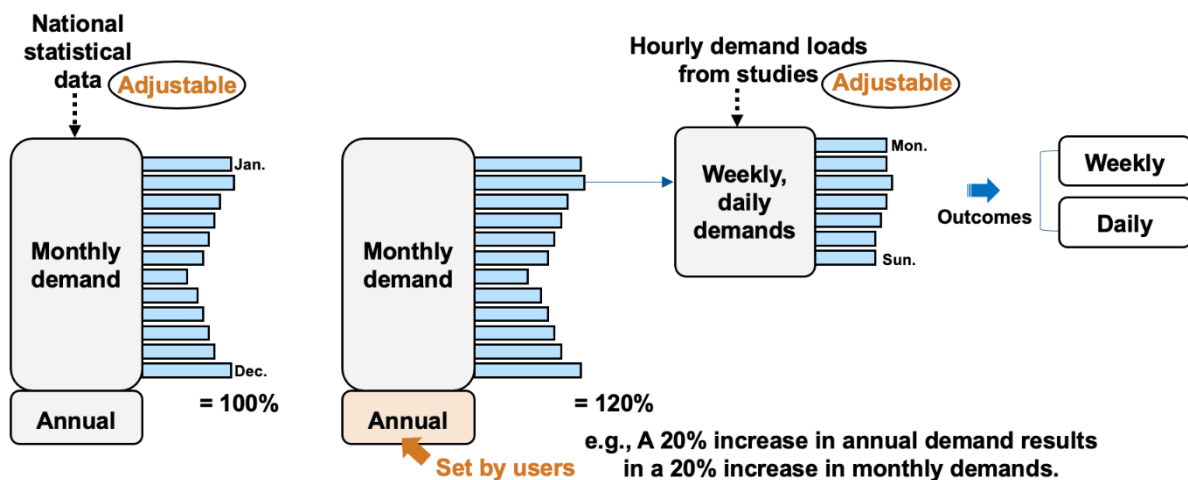 National
statistical
data
Adjustable
Monthly
demand
Jan.
Dec.
Annual
= 100%
Monthly
demand
Annual
= 120%
Set by users
Hourly demand loads
from studies
Adjustable
Weekly,
daily
demands
Mon.
Sun.
Outcomes
Weekly
Daily
e.g., A 20% increase in annual demand results
in a 20% increase in monthly demands.